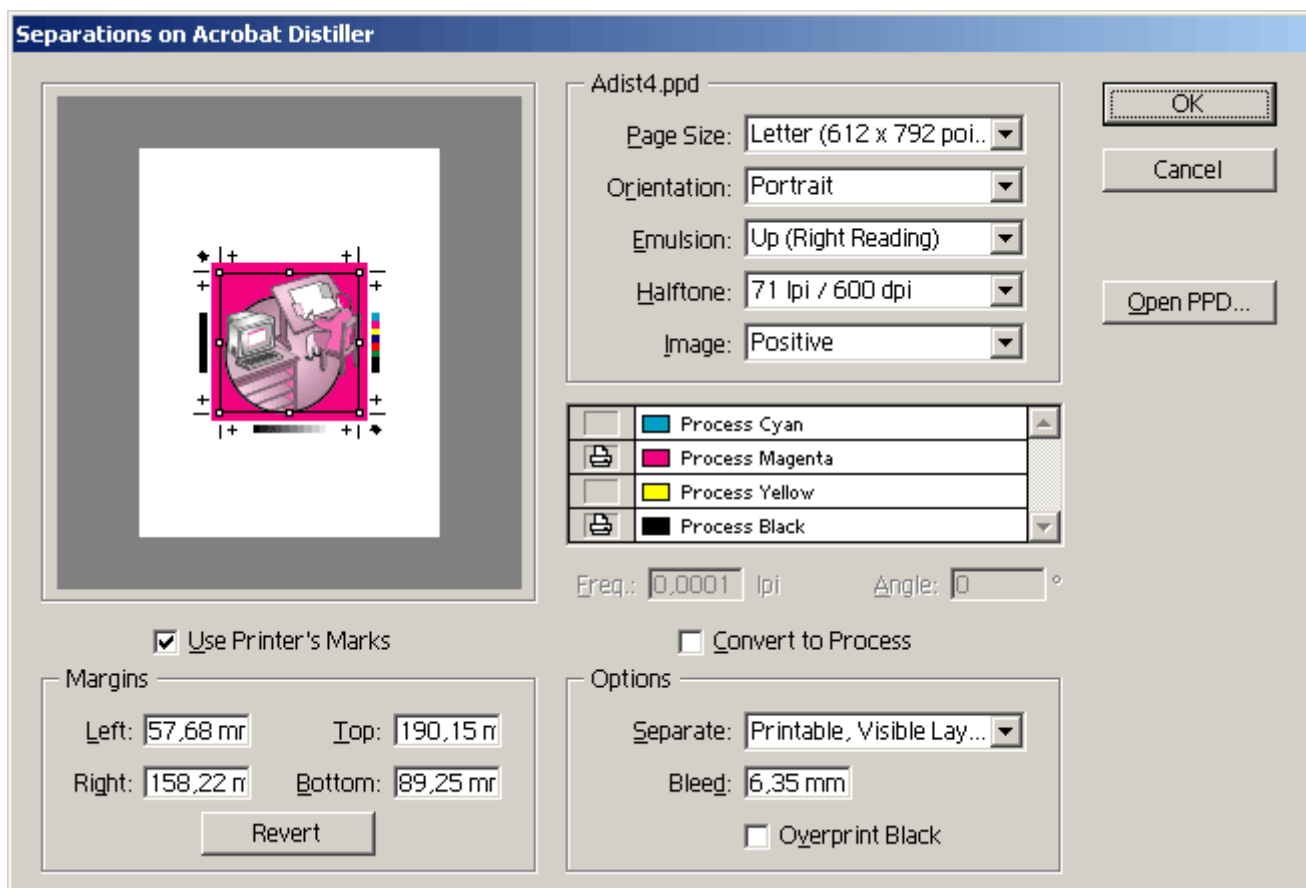 Separations on Acrobat Distiller
Adist4.ppd
Page Size: Letter (612 x 792 poi..
Orientation: Portrait
Emulsion: Up (Right Reading)
Halftone: 71 lpi / 600 dpi
Image: Positive
OK
Cancel
Open PPD...
Process Cyan
Process Magenta
Process Yellow
Process Black
Freq.: 0,0001 lpi Angle: 0 °
Use Printer's Marks
Convert to Process
Margins
Left: 57,68 mr Top: 190,15 m
Right: 158,22 m Bottom: 89,25 mr
Revert
Options
Separate: Printable, Visible Lay...
Bleed: 6,35 mm
Overprint Black